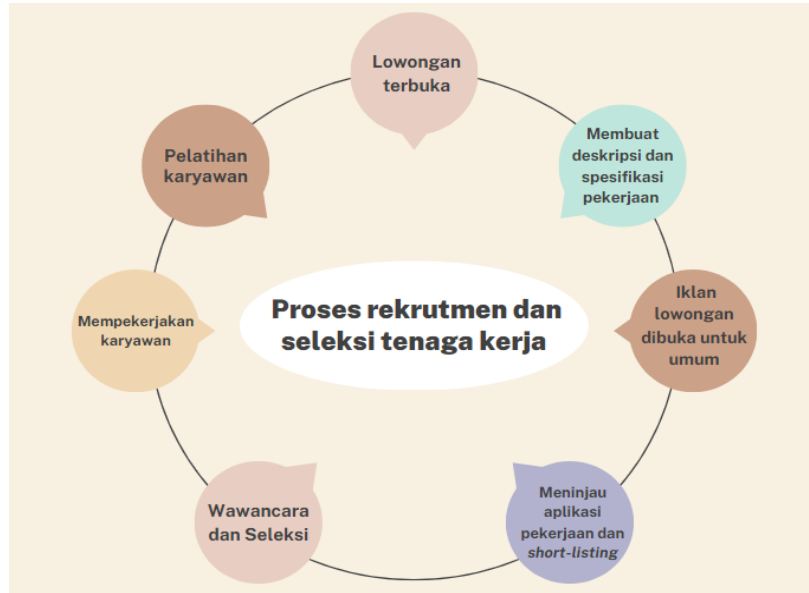 Lowongan
terbuka
Membuat
deskripsi dan
spesifikasi
pekerjaan
Iklan
lowongan
dibuka untuk
umum
Meninjau
aplikasi
pekerjaan dan
short-listing
Wawancara
dan Seleksi
Mempekerjakan
karyawan
Pelatihan
karyawan
Proses rekrutmen dan
seleksi tenaga kerja